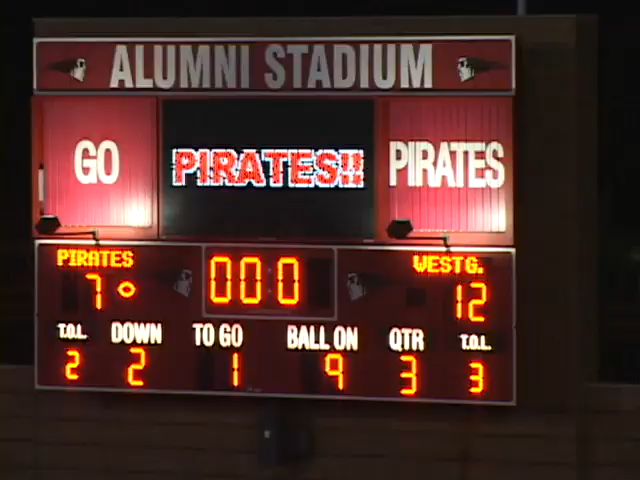 ALUMNI STADIUM
GO PIRATES!! PIRATES
PIRATES WESTG.
7 000 12
T.O.L. DOWN TO GO BALL ON QTR T.O.L.
2 2 1 9 3 3